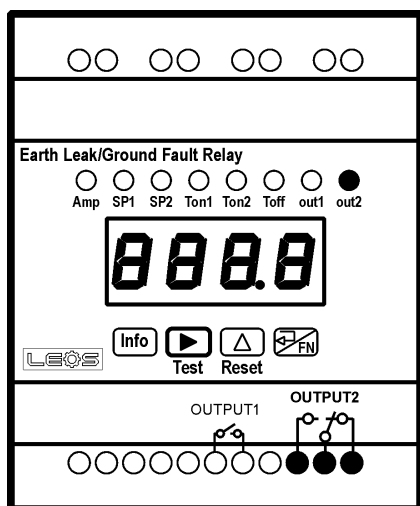 Earth Leak/Ground Fault Relay
Amp SP1 SP2 Ton1 Ton2 Toff out1 out2
888.8
Info FN
Test Reset
LEOS
OUTPUT1 OUTPUT2